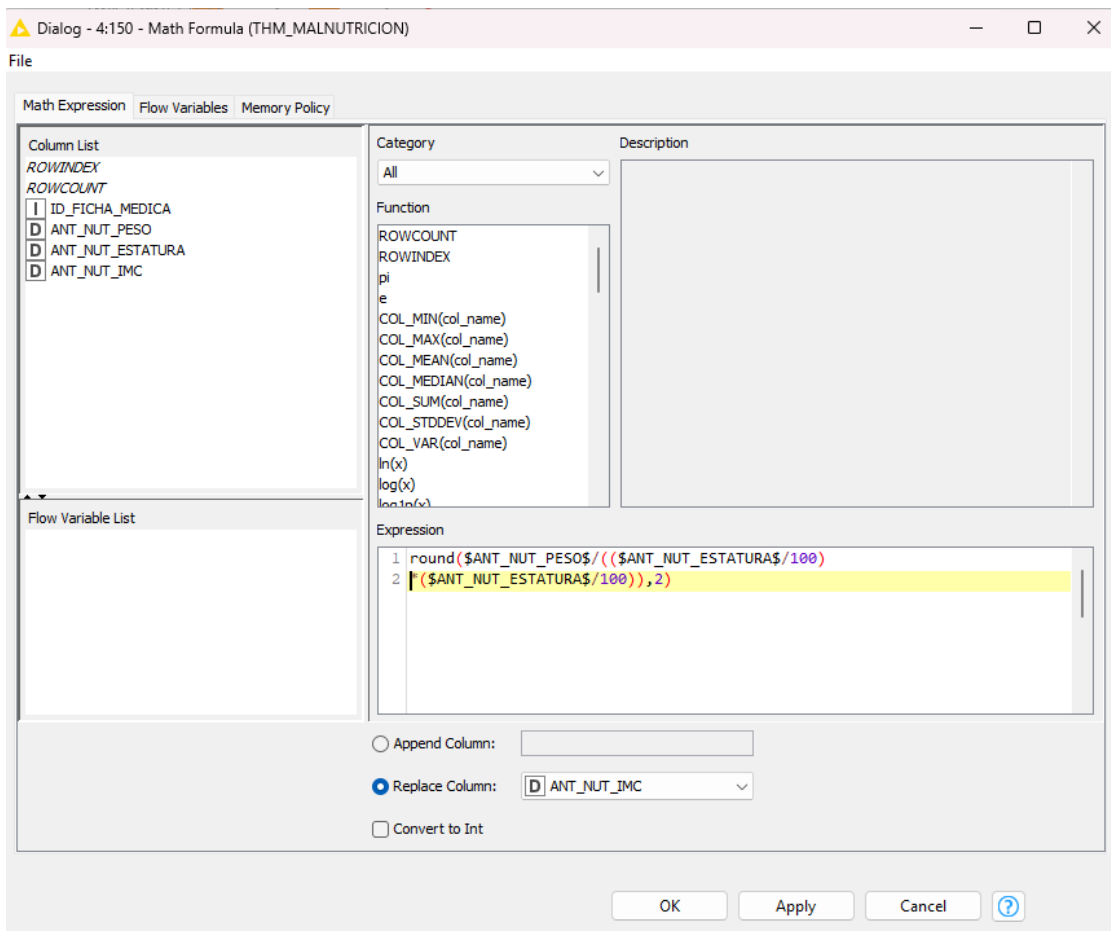 Dialog - 4:150 - Math Formula (THM_MALNUTRICION)
File
Math Expression Flow Variables Memory Policy
Column List
ROWINDEX
ROWCOUNT
I ID_FICHA_MEDICA
D ANT_NUT_PESO
D ANT_NUT_ESTATURA
D ANT_NUT_IMC
Flow Variable List
Category
All
Function
ROWCOUNT
ROWINDEX
pi
e
COL_MIN(col_name)
COL_MAX(col_name)
COL_MEAN(col_name)
COL_MEDIAN(col_name)
COL_SUM(col_name)
COL_STDDEV(col_name)
COL_VAR(col_name)
ln(x)
log(x)
log1p(x)
Description
Expression
1 round($ANT_NUT_PESO$/(($ANT_NUT_ESTATURA$/100)
2 *($ANT_NUT_ESTATURA$/100)),2)
Append Column:
Replace Column: D ANT_NUT_IMC
Convert to Int
OK Apply Cancel ?